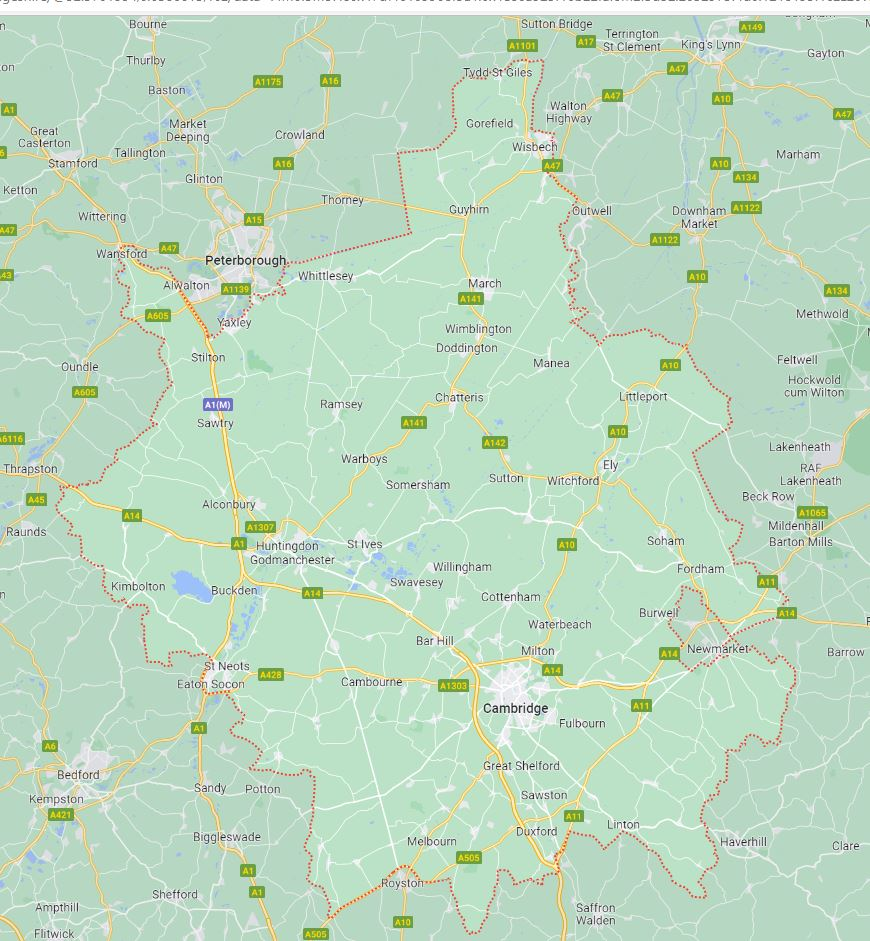 Bourne
Sutton Bridge
A149
A1101
A17
Terrington
St Clement
King's Lynn
Thurlby
Gayton
A47
Tydd St Giles
A1175
A16
Baston
A47
A10
Walton
Highway
A1
Great
Casterton
Market
Deeping
Gorefield
A47
Crowland
Tallington
Wisbech
Stamford
A16
A47
A10
Marham
Glinton
A134
Ketton
Thorney
Wittering
A15
Guyhirn
Outwell
Downham
Market
A1122
A47
A47
A1122
Wansford
Peterborough
A43
Whittlesey
A10
Alwalton
A1139
March
A134
A141
Methwold
A605
Yaxley
Wimblington
Stilton
Doddington
Manea
Feltwell
Oundle
A10
Hockwold
cum Wilton
A605
A1(M)
Ramsey
Chatteris
Littleport
Sawtry
A141
A10
A6116
A142
Lakenheath
Thrapston
Warboys
Ely
RAF
Lakenheath
Sutton
Witchford
Somersham
A45
Beck Row
Alconbury
A14
A1065
Raunds
A1307
Mildenhall
Barton Mills
A1
Huntingdon
Godmanchester
St Ives
A10
Soham
Willingham
Fordham
Swavesey
A11
Kimbolton
Buckden
A14
Cottenham
Burwell
A14
Waterbeach
Bar Hill
Milton
Newmarket
Barrow
St Neots
A14
A14
Eaton Socon
A428
Cambourne
A1303
Cambridge
A11
Fulbourn
A1
A6
Bedford
Great Shelford
Sandy
Potton
Sawston
Kempston
A421
A11
Linton
Duxford
Biggleswade
Melbourn
Haverhill
Clare
A505
A1
Royston
A1
Shefford
Ampthill
Saffron
Walden
A10
Flitwick
A505